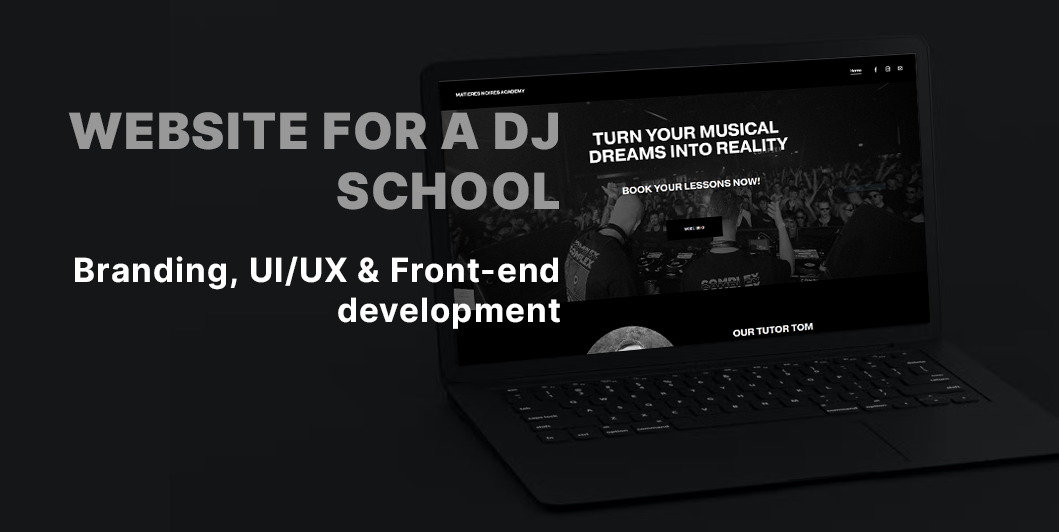 WEBSITE FOR A DJ
SCHOOL
Branding, UI/UX & Front-end
development
MATIERES NOIRES ACADEMY
Home
TURN YOUR MUSICAL
DREAMS INTO REALITY
BOOK YOUR LESSONS NOW!
COMPLEX
OUR TUTOR TOM